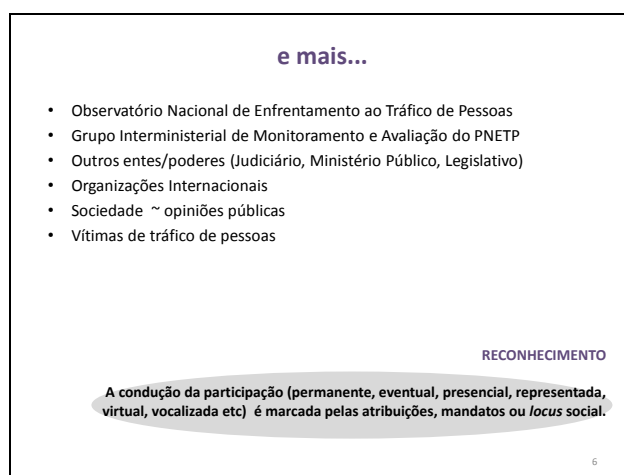 e mais...
• Observatório Nacional de Enfrentamento ao Tráfico de Pessoas
• Grupo Interministerial de Monitoramento e Avaliação do PNETP
• Outros entes/poderes (Judiciário, Ministério Público, Legislativo)
• Organizações Internacionais
• Sociedade ~ opiniões públicas
• Vítimas de tráfico de pessoas
RECONHECIMENTO
A condução da participação (permanente, eventual, presencial, representada,
virtual, vocalizada etc) é marcada pelas atribuições, mandatos ou locus social.
6